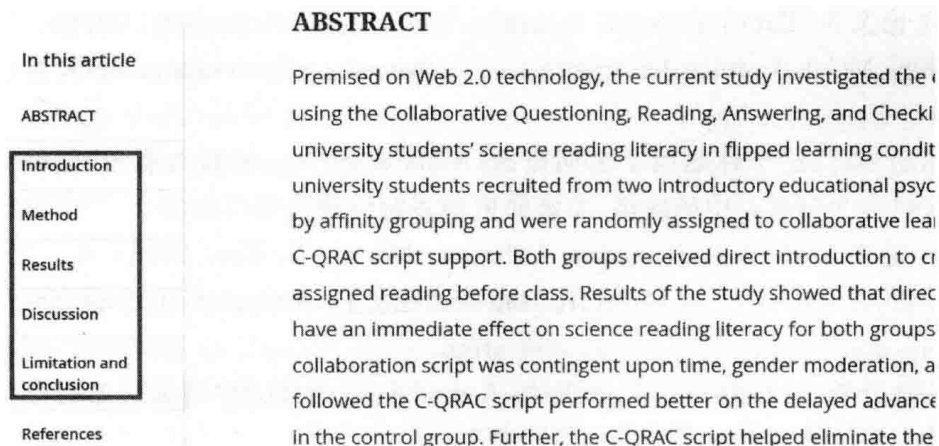 In this article
ABSTRACT
Introduction
Method
Results
Discussion
Limitation and
conclusion
References
ABSTRACT
Premised on Web 2.0 technology, the current study investigated the
using the Collaborative Questioning, Reading, Answering, and Checki
university students' science reading literacy in flipped learning condit
university students recruited from two introductory educational psyc
by affinity grouping and were randomly assigned to collaborative lear
C-QRAC script support. Both groups received direct introduction to cr
assigned reading before class. Results of the study showed that direc
have an immediate effect on science reading literacy for both groups
collaboration script was contingent upon time, gender moderation, a
followed the C-QRAC script performed better on the delayed advance
in the control group. Further, the C-QRAC script helped eliminate the